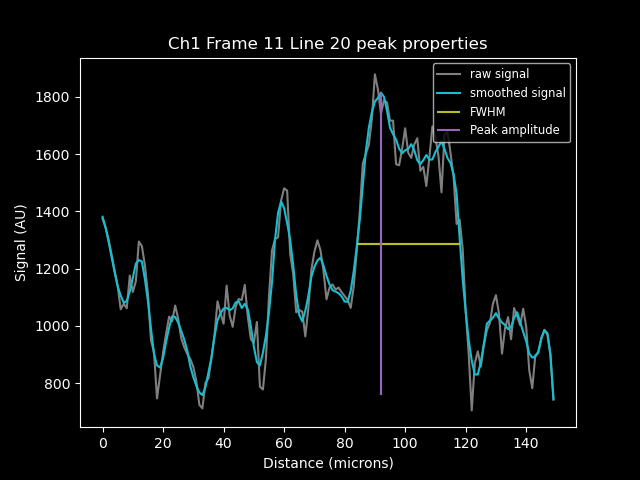 Ch1 Frame 11 Line 20 peak properties
raw signal
smoothed signal
FWHM
Peak amplitude
Signal (AU)
1800
1600
1400
1200
1000
800
0 20 40 60 80 100 120 140
Distance (microns)